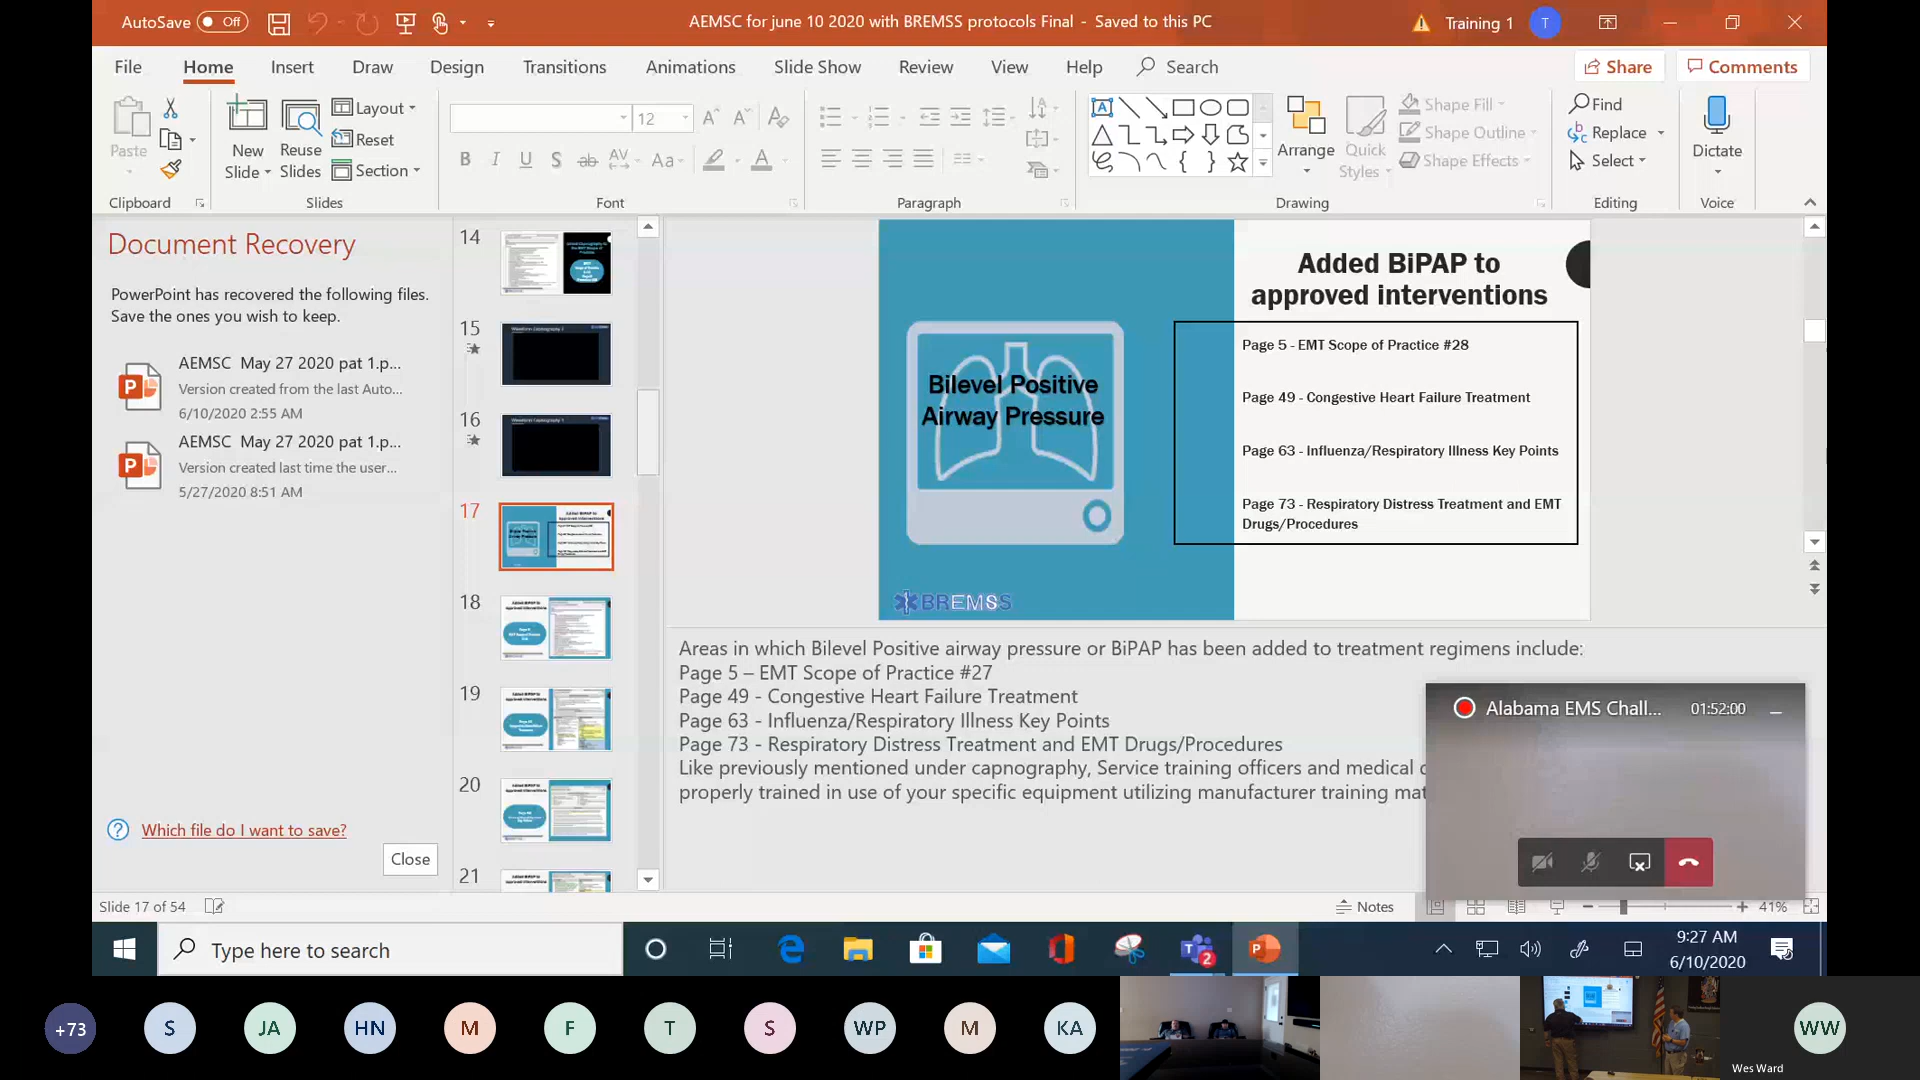 AutoSave Off
AEMSC for june 10 2020 with BREMSS protocols Final - Saved to this PC
Training 1
T
File Home Insert Draw Design Transitions Animations Slide Show Review View Help Search
Share
Comments
Paste
New Slide
Reuse Slides
Layout
Reset
Section
12
Shape Fill
Shape Outline
Shape Effects
Arrange
Quick Styles
Find
Replace
Select
Dictate
Clipboard
Slides
Font
Paragraph
Drawing
Editing
Voice
Document Recovery
PowerPoint has recovered the following files.
Save the ones you wish to keep.
AEMSC May 27 2020 pat 1.p...
Version created from the last Auto...
6/10/2020 2:55 AM
AEMSC May 27 2020 pat 1.p...
Version created last time the user...
5/27/2020 8:51 AM
Which file do I want to save?
Close
14
15
16
17
18
19
20
21
Bilevel Positive
Airway Pressure
BREMSS
Added BiPAP to
approved interventions
Page 5 - EMT Scope of Practice #28
Page 49 - Congestive Heart Failure Treatment
Page 63 - Influenza/Respiratory Illness Key Points
Page 73 - Respiratory Distress Treatment and EMT
Drugs/Procedures
Areas in which Bilevel Positive airway pressure or BiPAP has been added to treatment regimens include:
Page 5 – EMT Scope of Practice #27
Page 49 - Congestive Heart Failure Treatment
Page 63 - Influenza/Respiratory Illness Key Points
Page 73 - Respiratory Distress Treatment and EMT Drugs/Procedures
Like previously mentioned under capnography, Service training officers and medical
properly trained in use of your specific equipment utilizing manufacturer training
Alabama EMS Chall...
01:52:00
Slide 17 of 54
Notes
41%
Type here to search
2
9:27 AM
6/10/2020
+73
S
JA
HN
M
F
T
S
WP
M
KA
WW
Wes Ward